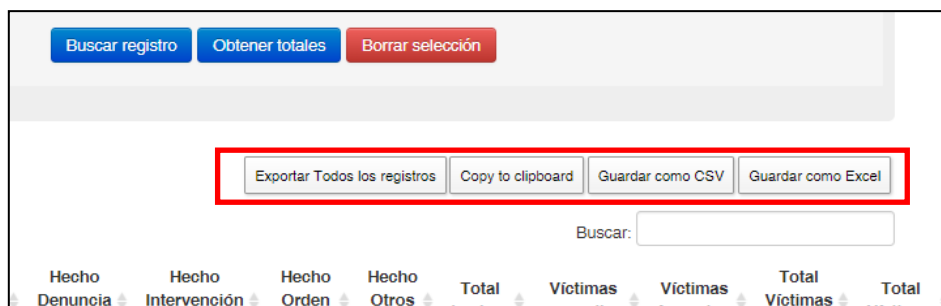 Buscar registro Obtener totales Borrar selección
Exportar Todos los registros Copy to clipboard Guardar como CSV Guardar como Excel
Buscar:
Hecho Hecho Hecho Hecho Total
Denuncia Intervención Orden Otros Total Víctimas Víctimas Víctimas Total